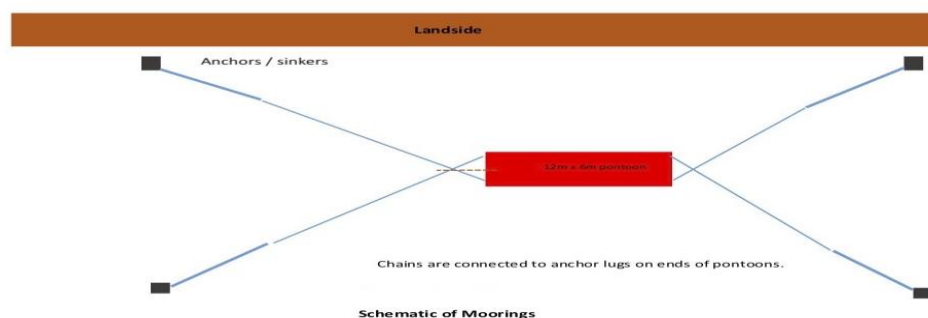 Landside
Anchors / sinkers
12m x 6m pontoon
Chains are connected to anchor lugs on ends of pontoons.
Schematic of Moorings